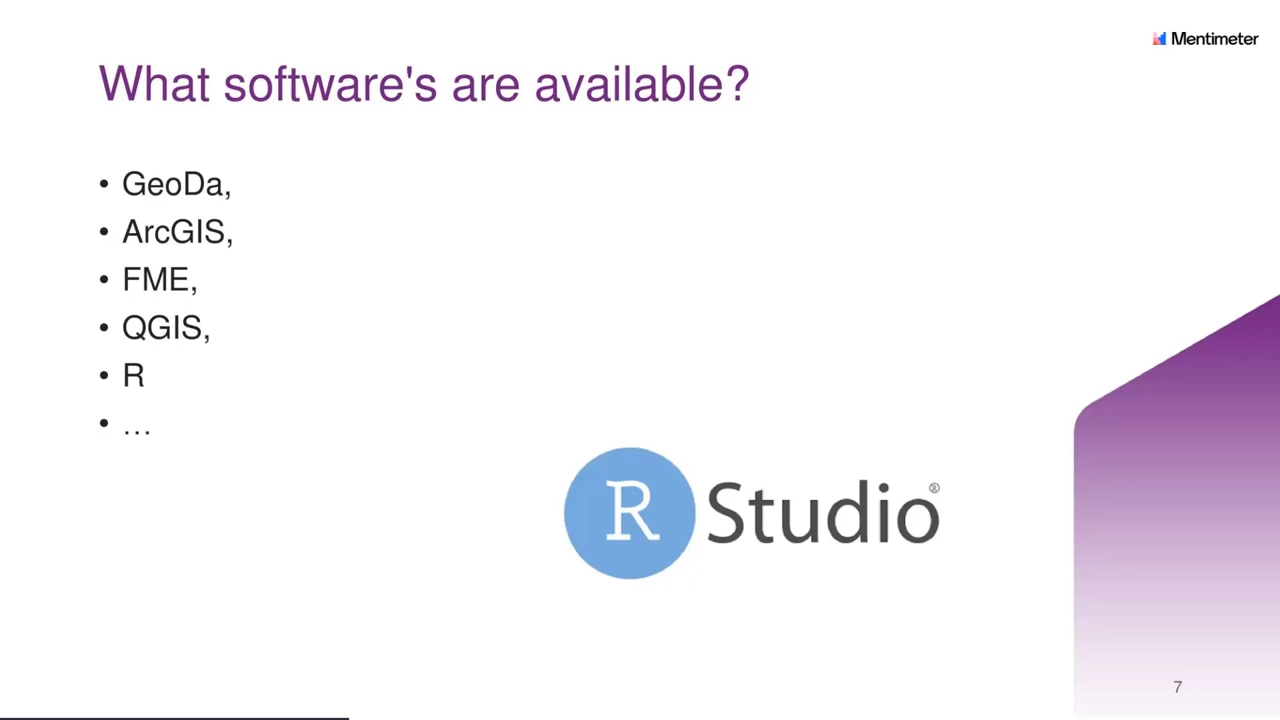 Mentimeter
What software's are available?
• GeoDa,
• ArcGIS,
• FME,
• QGIS,
• R
• …
R Studio®
7